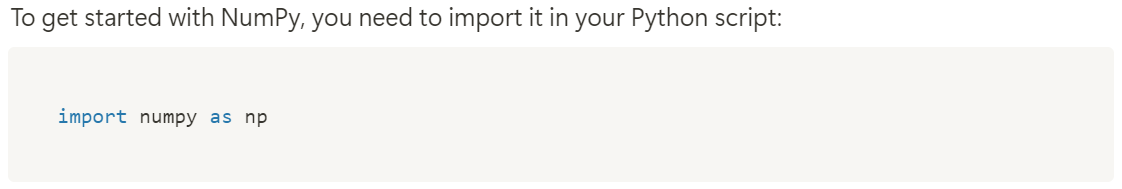 To get started with NumPy, you need to import it in your Python script:
import numpy as np